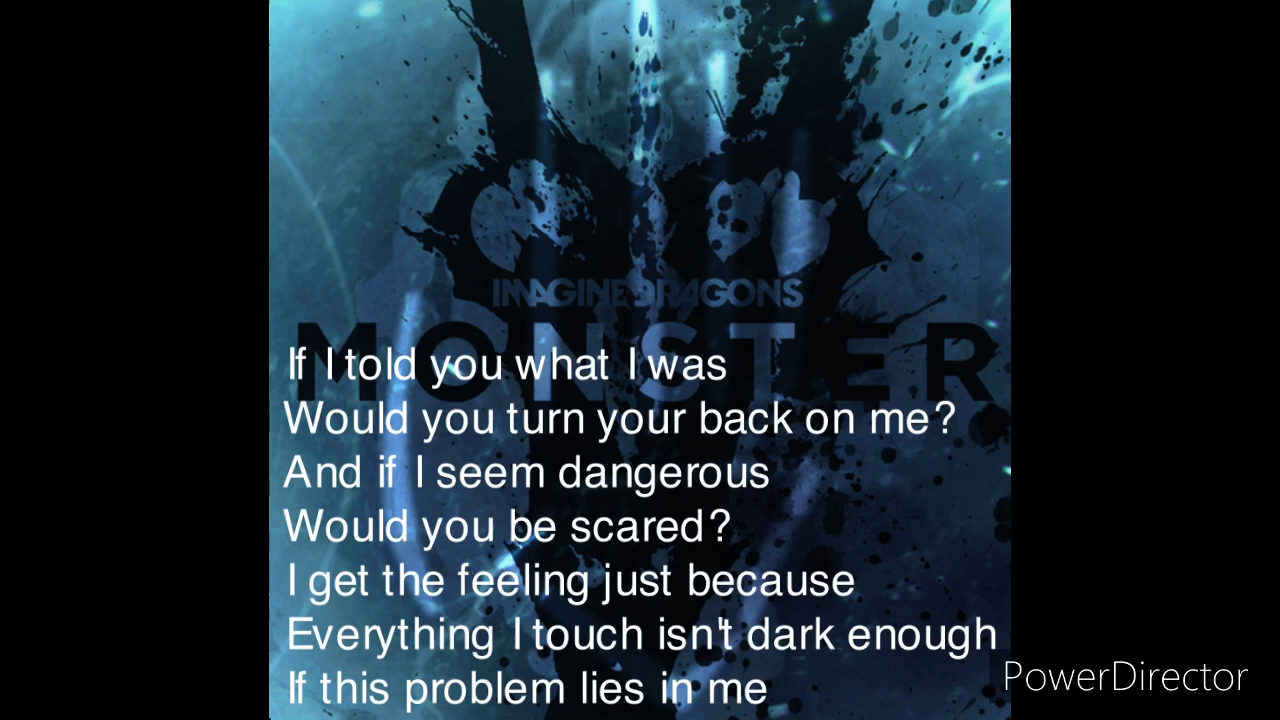 IMAGINE DRAGONS
MONSTER
If I told you what I was
Would you turn your back on me?
And if I seem dangerous
Would you be scared?
I get the feeling just because
Everything I touch isn't dark enough
If this problem lies in me
PowerDirector